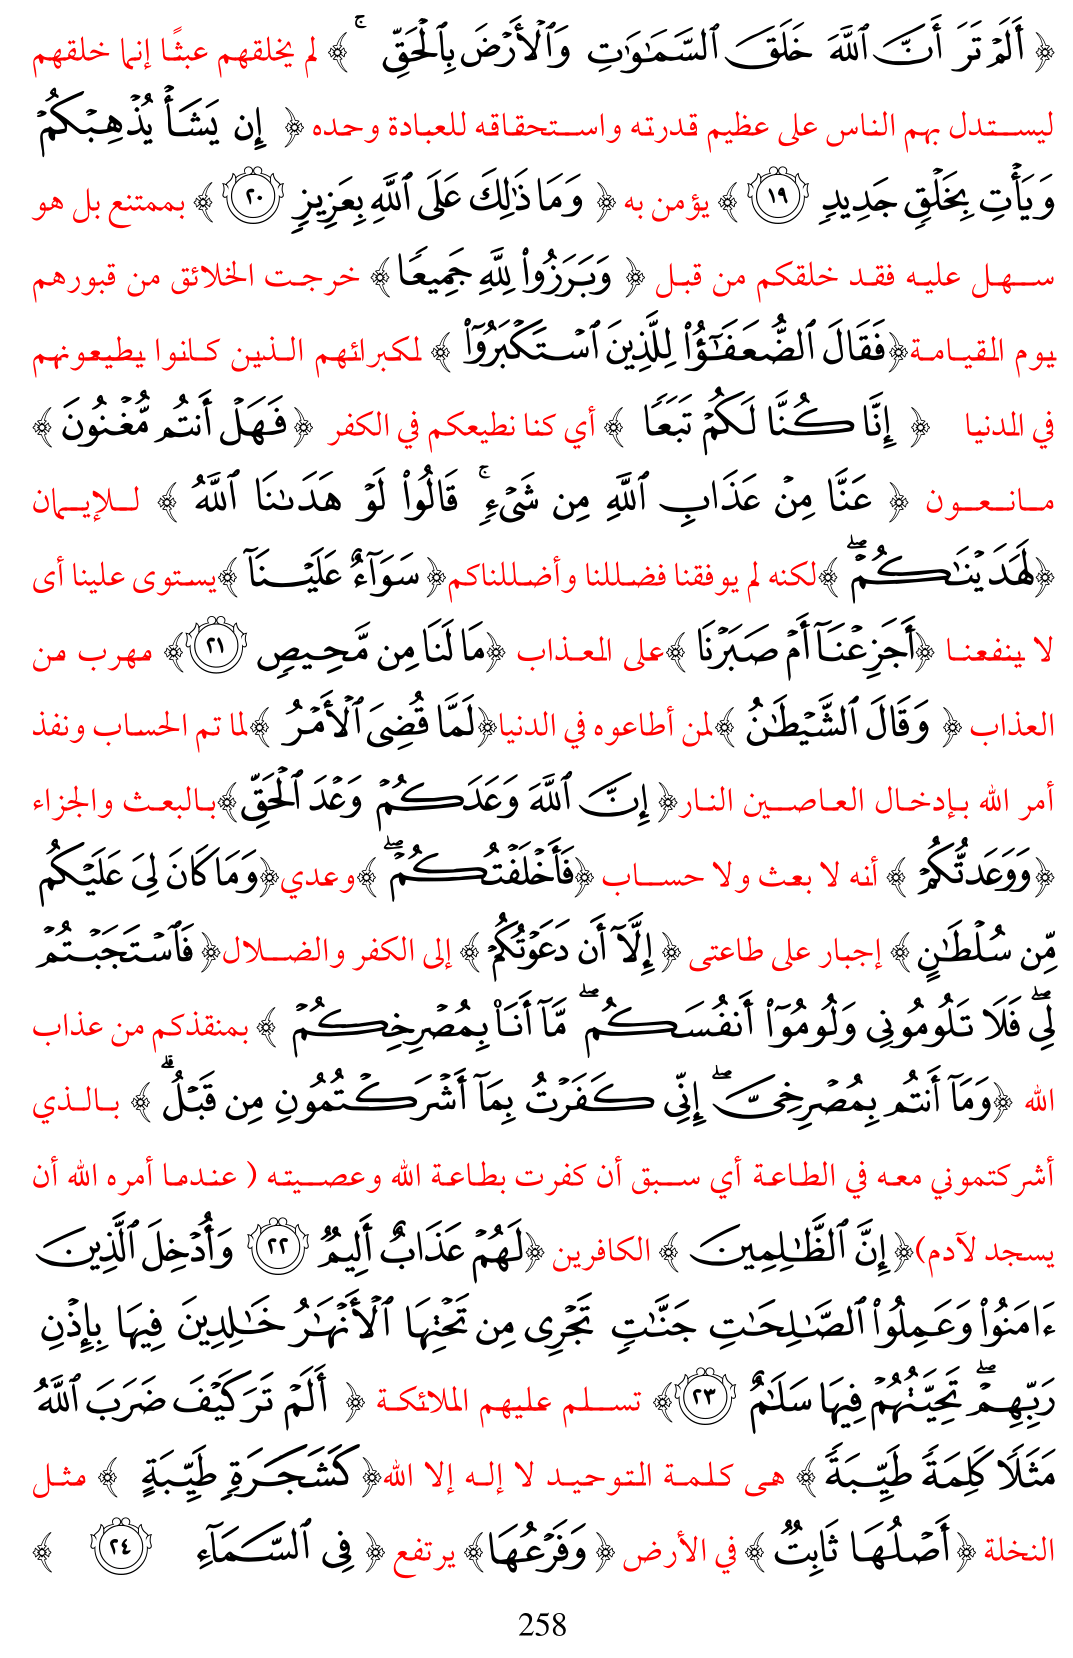 ﴿ أَلَمْ تَرَ أَنَّ ٱللَّهَ خَلَقَ ٱلسَّمَٰوَٰتِ وَٱلْأَرْضَ بِٱلْحَقِّ ۚ ﴾ لم يخلقهم عبثًا إنما خلقهم
ليستدل بهم الناس على عظيم قدرته واستحقاقه للعبادة وحده ﴿ إِن يَشَأْ يُذْهِبْكُمْ
وَيَأْتِ بِخَلْقٍ جَدِيدٍ ١٩ ﴾ يؤمن به ﴿ وَمَا ذَٰلِكَ عَلَى ٱللَّهِ بِعَزِيزٍ ٢٠ ﴾ بممتنع بل هو
سهل عليه فقد خلقكم من قبل ﴿ وَبَرَزُوا۟ لِلَّهِ جَمِيعًا ﴾ خرجت الخلائق من قبورهم
يوم القيامة ﴿فَقَالَ ٱلضُّعَفَٰٓؤُا۟ لِلَّذِينَ ٱسْتَكْبَرُوٓا۟ ﴾ لكبرائهم الذين كانوا يطيعونهم
في الدنيا ﴿ إِنَّا كُنَّا لَكُمْ تَبَعًا ﴾ أي كنا نطيعكم في الكفر ﴿ فَهَلْ أَنتُم مُّغْنُونَ ﴾
مانعون ﴿ عَنَّا مِنْ عَذَابِ ٱللَّهِ مِن شَىْءٍ ۚ قَالُوا۟ لَوْ هَدَىٰنَا ٱللَّهُ ﴾ للإيمان
﴿لَهَدَيْنَٰكُمْ ۖ ﴾لكنه لم يوفقنا فضللنا وأضللناكم﴿ سَوَآءٌ عَلَيْنَآ ﴾يستوى علينا أى
لا ينفعنا ﴿أَجَزِعْنَآ أَمْ صَبَرْنَا ﴾على العذاب ﴿مَا لَنَا مِن مَّحِيصٍ ٢١ ﴾ مهرب من
العذاب ﴿ وَقَالَ ٱلشَّيْطَٰنُ ﴾لمن أطاعوه في الدنيا﴿لَمَّا قُضِىَ ٱلْأَمْرُ ﴾لما تم الحساب ونفذ
أمر الله بإدخال العاصين النار﴿ إِنَّ ٱللَّهَ وَعَدَكُمْ وَعْدَ ٱلْحَقِّ ﴾بالبعث والجزاء
﴿وَوَعَدتُّكُمْ ﴾ أنه لا بعث ولا حساب ﴿فَأَخْلَفْتُكُمْ ۖ ﴾وعدي﴿وَمَا كَانَ لِىَ عَلَيْكُم
مِّن سُلْطَٰنٍ ﴾ إجبار على طاعتى ﴿ إِلَّآ أَن دَعَوْتُكُمْ ﴾ إلى الكفر والضلال﴿ فَٱسْتَجَبْتُمْ
لِى ۖ فَلَا تَلُومُونِى وَلُومُوٓا۟ أَنفُسَكُم ۖ مَّآ أَنَا۠ بِمُصْرِخِكُمْ ﴾ بمنقذكم من عذاب
الله ﴿وَمَآ أَنتُم بِمُصْرِخِىَّ ۖ إِنِّى كَفَرْتُ بِمَآ أَشْرَكْتُمُونِ مِن قَبْلُ ۗ ﴾ بالذي
أشركتموني معه في الطاعة أي سبق أن كفرت بطاعة الله وعصيته ( عندما أمره الله أن
يسجد لآدم)﴿ إِنَّ ٱلظَّٰلِمِينَ ﴾ الكافرين ﴿لَهُمْ عَذَابٌ أَلِيمٌ ٢٢ وَأُدْخِلَ ٱلَّذِينَ
ءَامَنُوا۟ وَعَمِلُوا۟ ٱلصَّٰلِحَٰتِ جَنَّٰتٍ تَجْرِى مِن تَحْتِهَا ٱلْأَنْهَٰرُ خَٰلِدِينَ فِيهَا بِإِذْنِ
رَبِّهِمْ ۖ تَحِيَّتُهُمْ فِيهَا سَلَٰمٌ ٢٣ ﴾ تسلم عليهم الملائكة ﴿ أَلَمْ تَرَ كَيْفَ ضَرَبَ ٱللَّهُ
مَثَلًا كَلِمَةً طَيِّبَةً ﴾ هى كلمة التوحيد لا إله إلا الله﴿ كَشَجَرَةٍ طَيِّبَةٍ ﴾ مثل
النخلة ﴿أَصْلُهَا ثَابِتٌ ﴾ في الأرض ﴿ وَفَرْعُهَا﴾ يرتفع ﴿ فِى ٱلسَّمَآءِ ٢٤ ﴾
258